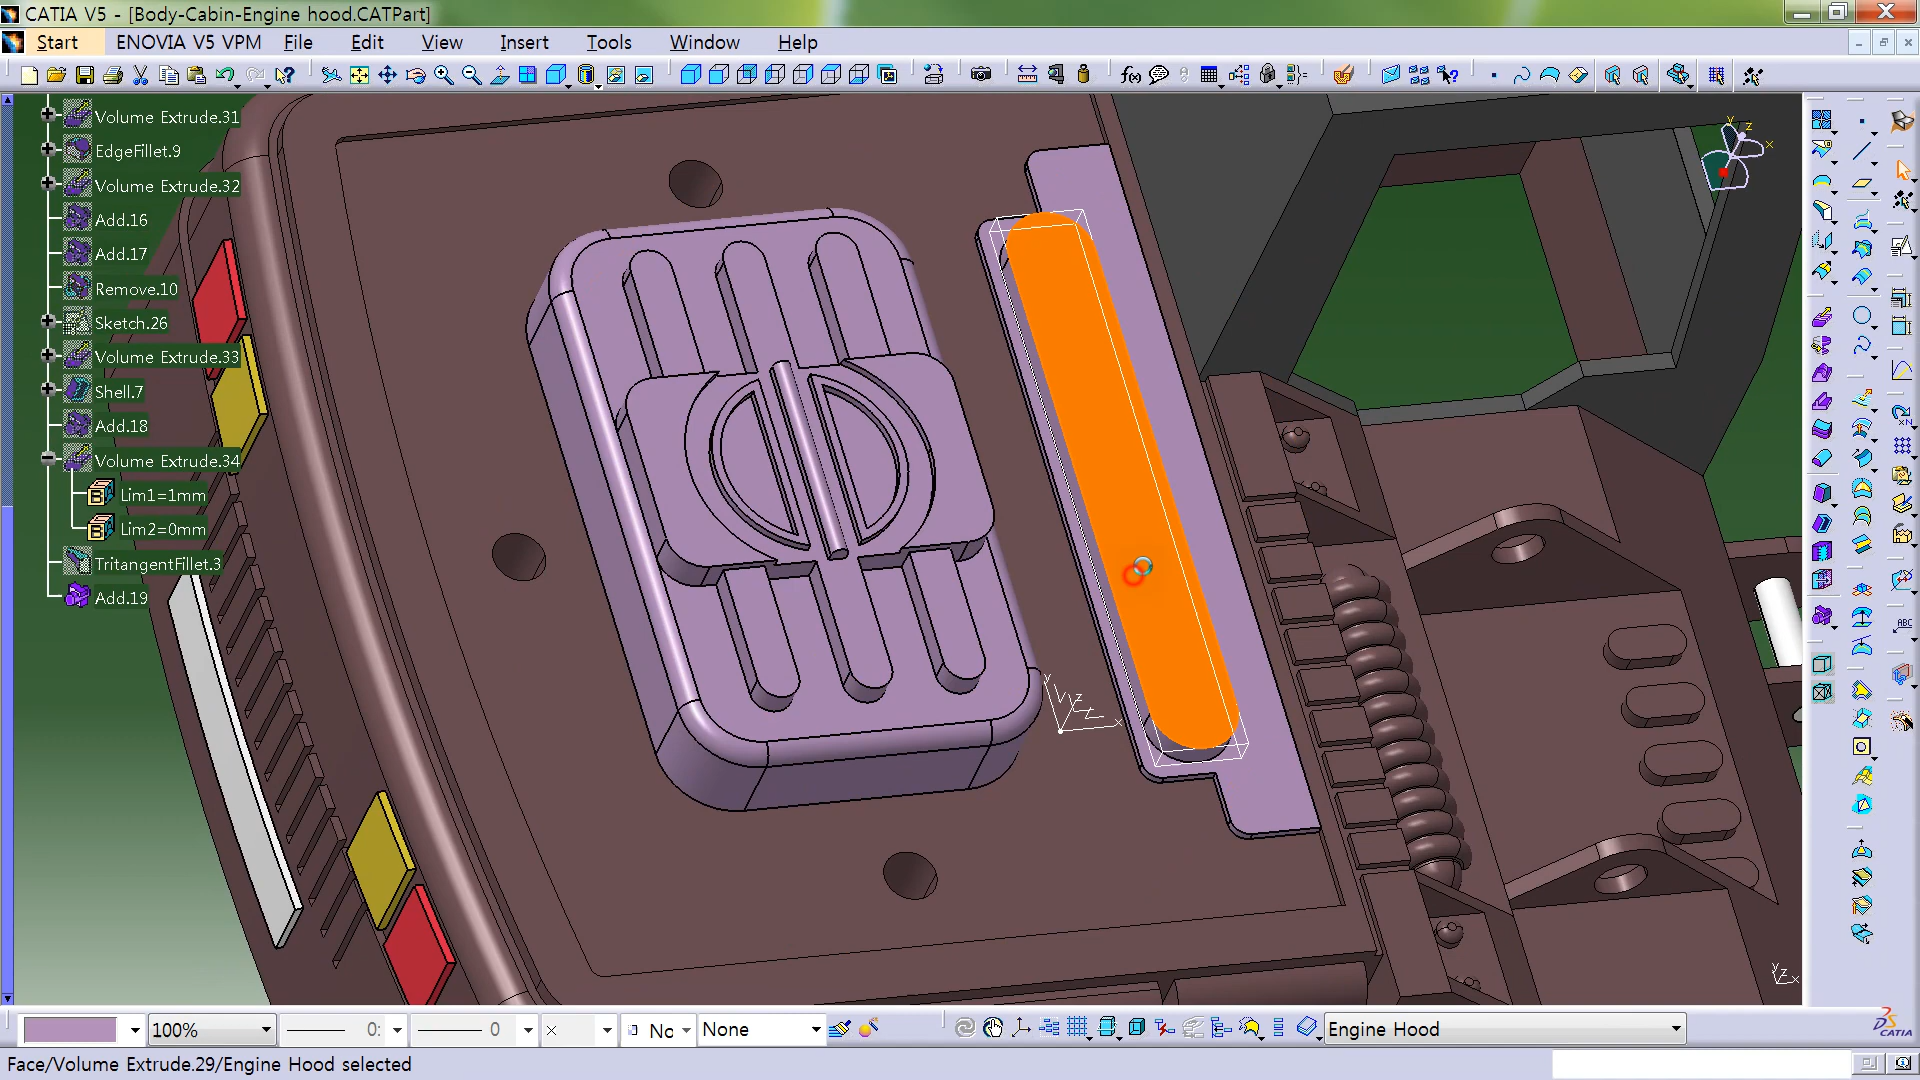 CATIA V5 - [Body-Cabin-Engine hood.CATPart]
Start ENOVIA V5 VPM File Edit View Insert Tools Window Help
Volume Extrude.31
EdgeFillet.9
Volume Extrude.32
Add.16
Add.17
Remove.10
Sketch.26
Volume Extrude.33
Shell.7
Add.18
Volume Extrude.34
Lim1=1mm
Lim2=0mm
TritangentFillet.3
Add.19
100% 0: 0 Nc None Engine Hood
Face/Volume Extrude.29/Engine Hood selected
CATIA